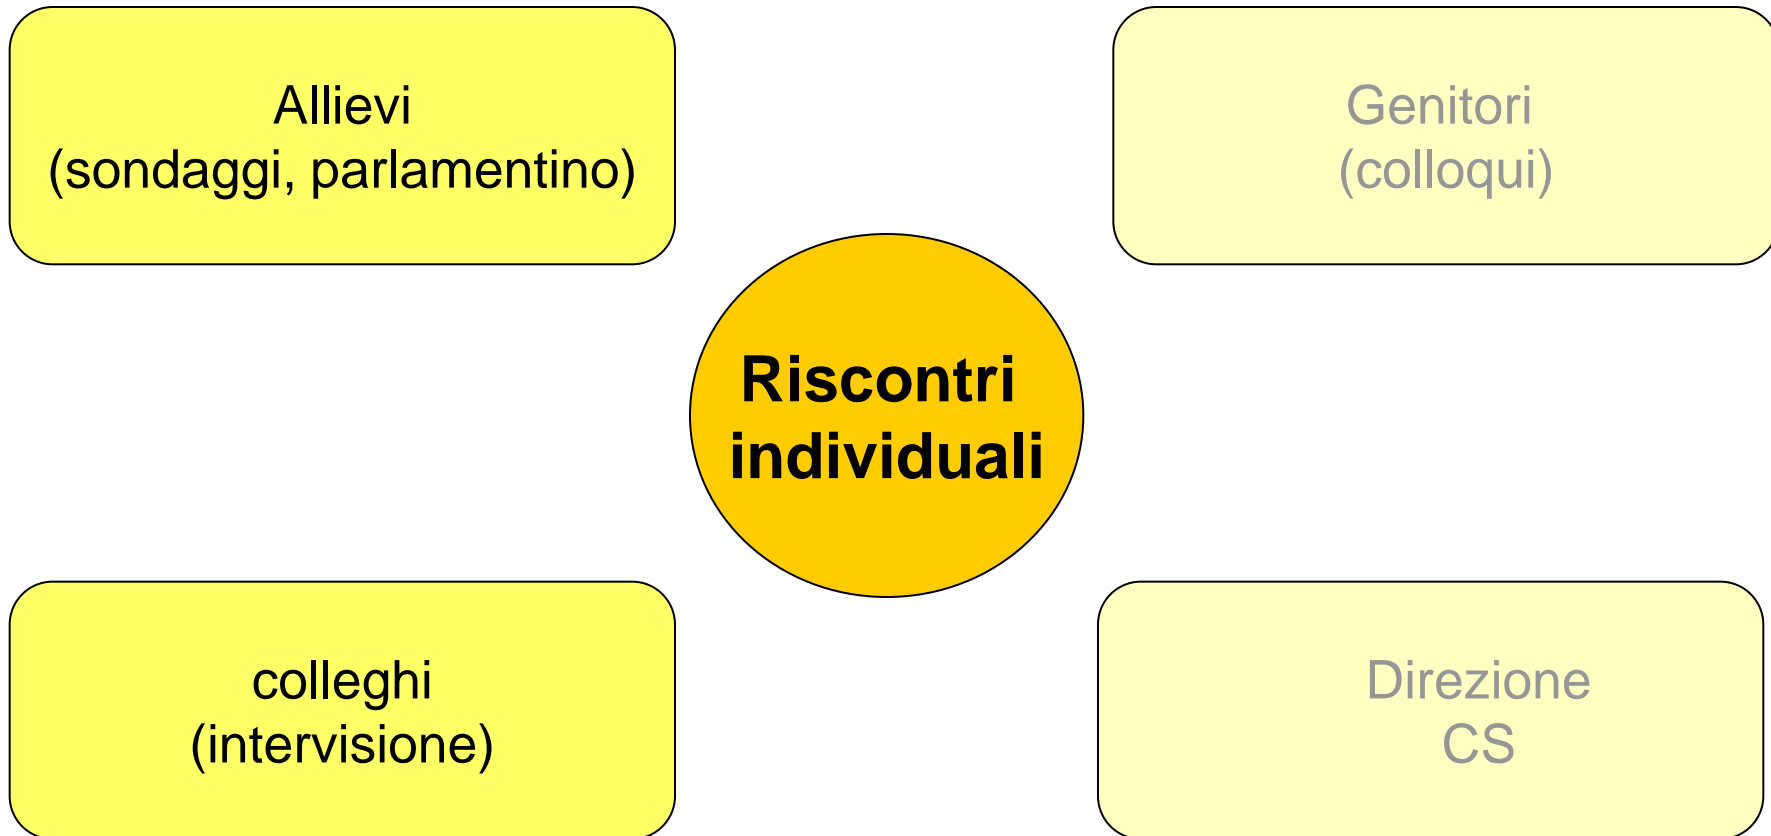 Allievi
(sondaggi, parlamentino)
Genitori
(colloqui)
Riscontri
individuali
colleghi
(intervisione)
Direzione
CS